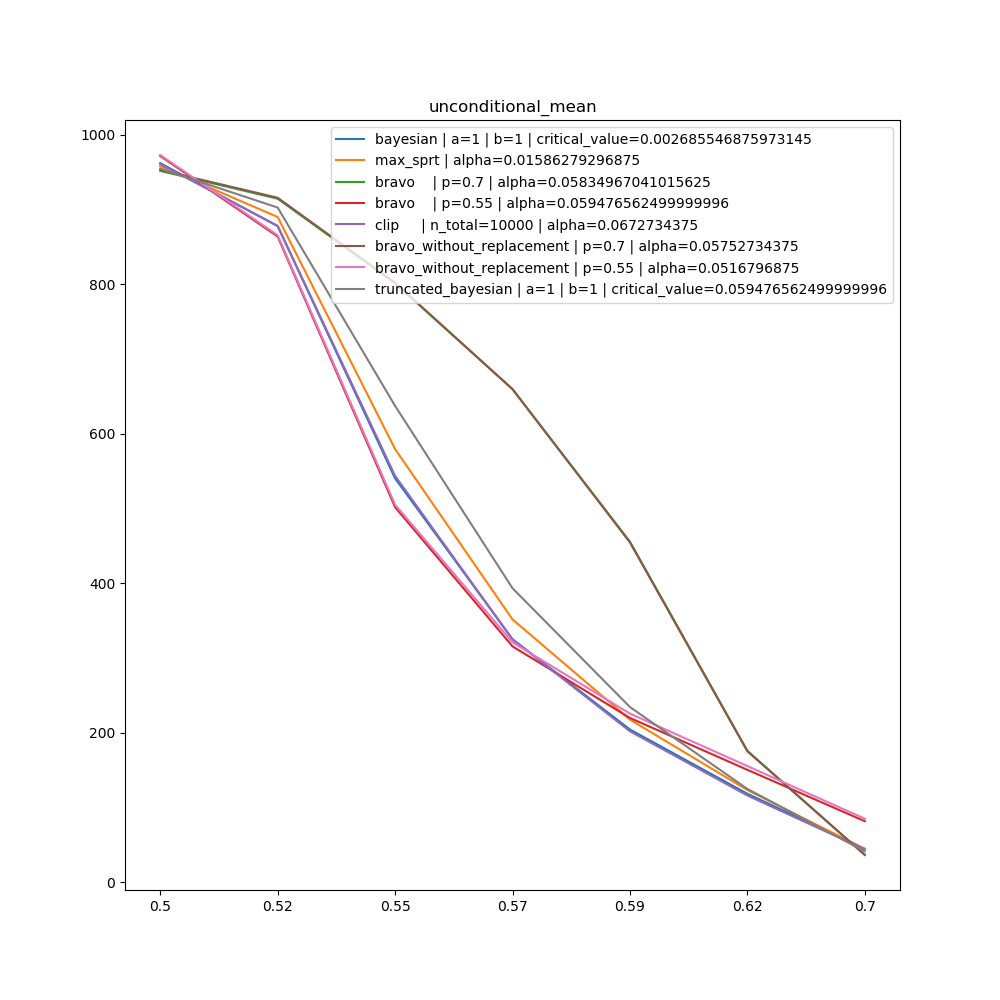 unconditional_mean
1000
800
600
400
200
0
bayesian | a=1 | b=1 | critical_value=0.002685546875973145
max_sprt | alpha=0.01586279296875
bravo    | p=0.7 | alpha=0.05834967041015625
bravo    | p=0.55 | alpha=0.059476562499999996
clip     | n_total=10000 | alpha=0.0672734375
bravo_without_replacement | p=0.7 | alpha=0.05752734375
bravo_without_replacement | p=0.55 | alpha=0.0516796875
truncated_bayesian | a=1 | b=1 | critical_value=0.059476562499999996
0.5 0.52 0.55 0.57 0.59 0.62 0.7